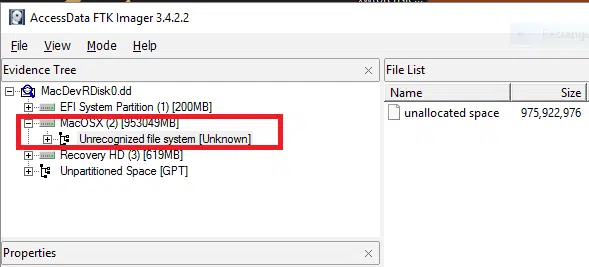 AccessData FTK Imager 3.4.2.2
File View Mode Help
Evidence Tree
File List
MacDevRDisk0.dd
EFI System Partition (1) [200MB]
MacOSX (2) [953049MB]
Unrecognized file system [Unknown]
Recovery HD (3) [619MB]
Unpartitioned Space [GPT]
Name Size
unallocated space 975,922,976
Properties